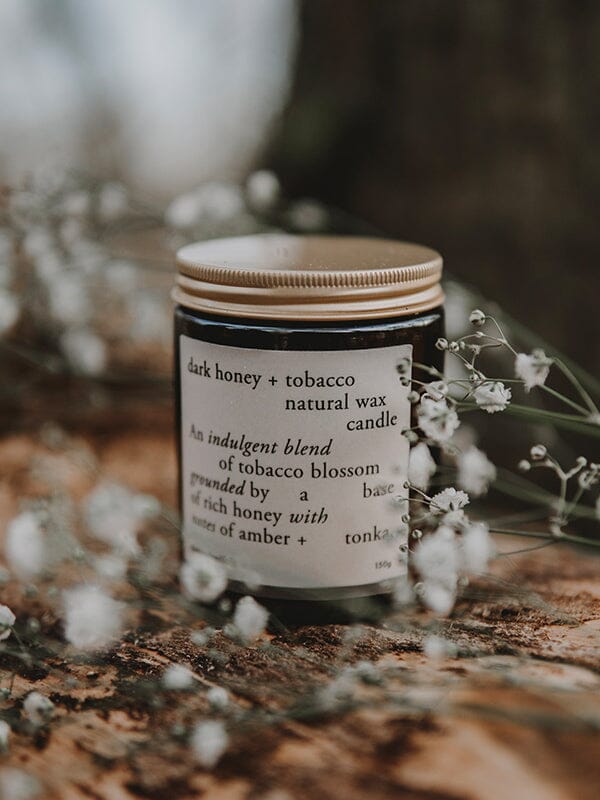 dark honey + tobacco
natural wax
candle
An indulgent blend
of tobacco blossom
grounded by a base
of rich honey with
notes of amber + tonka
150g